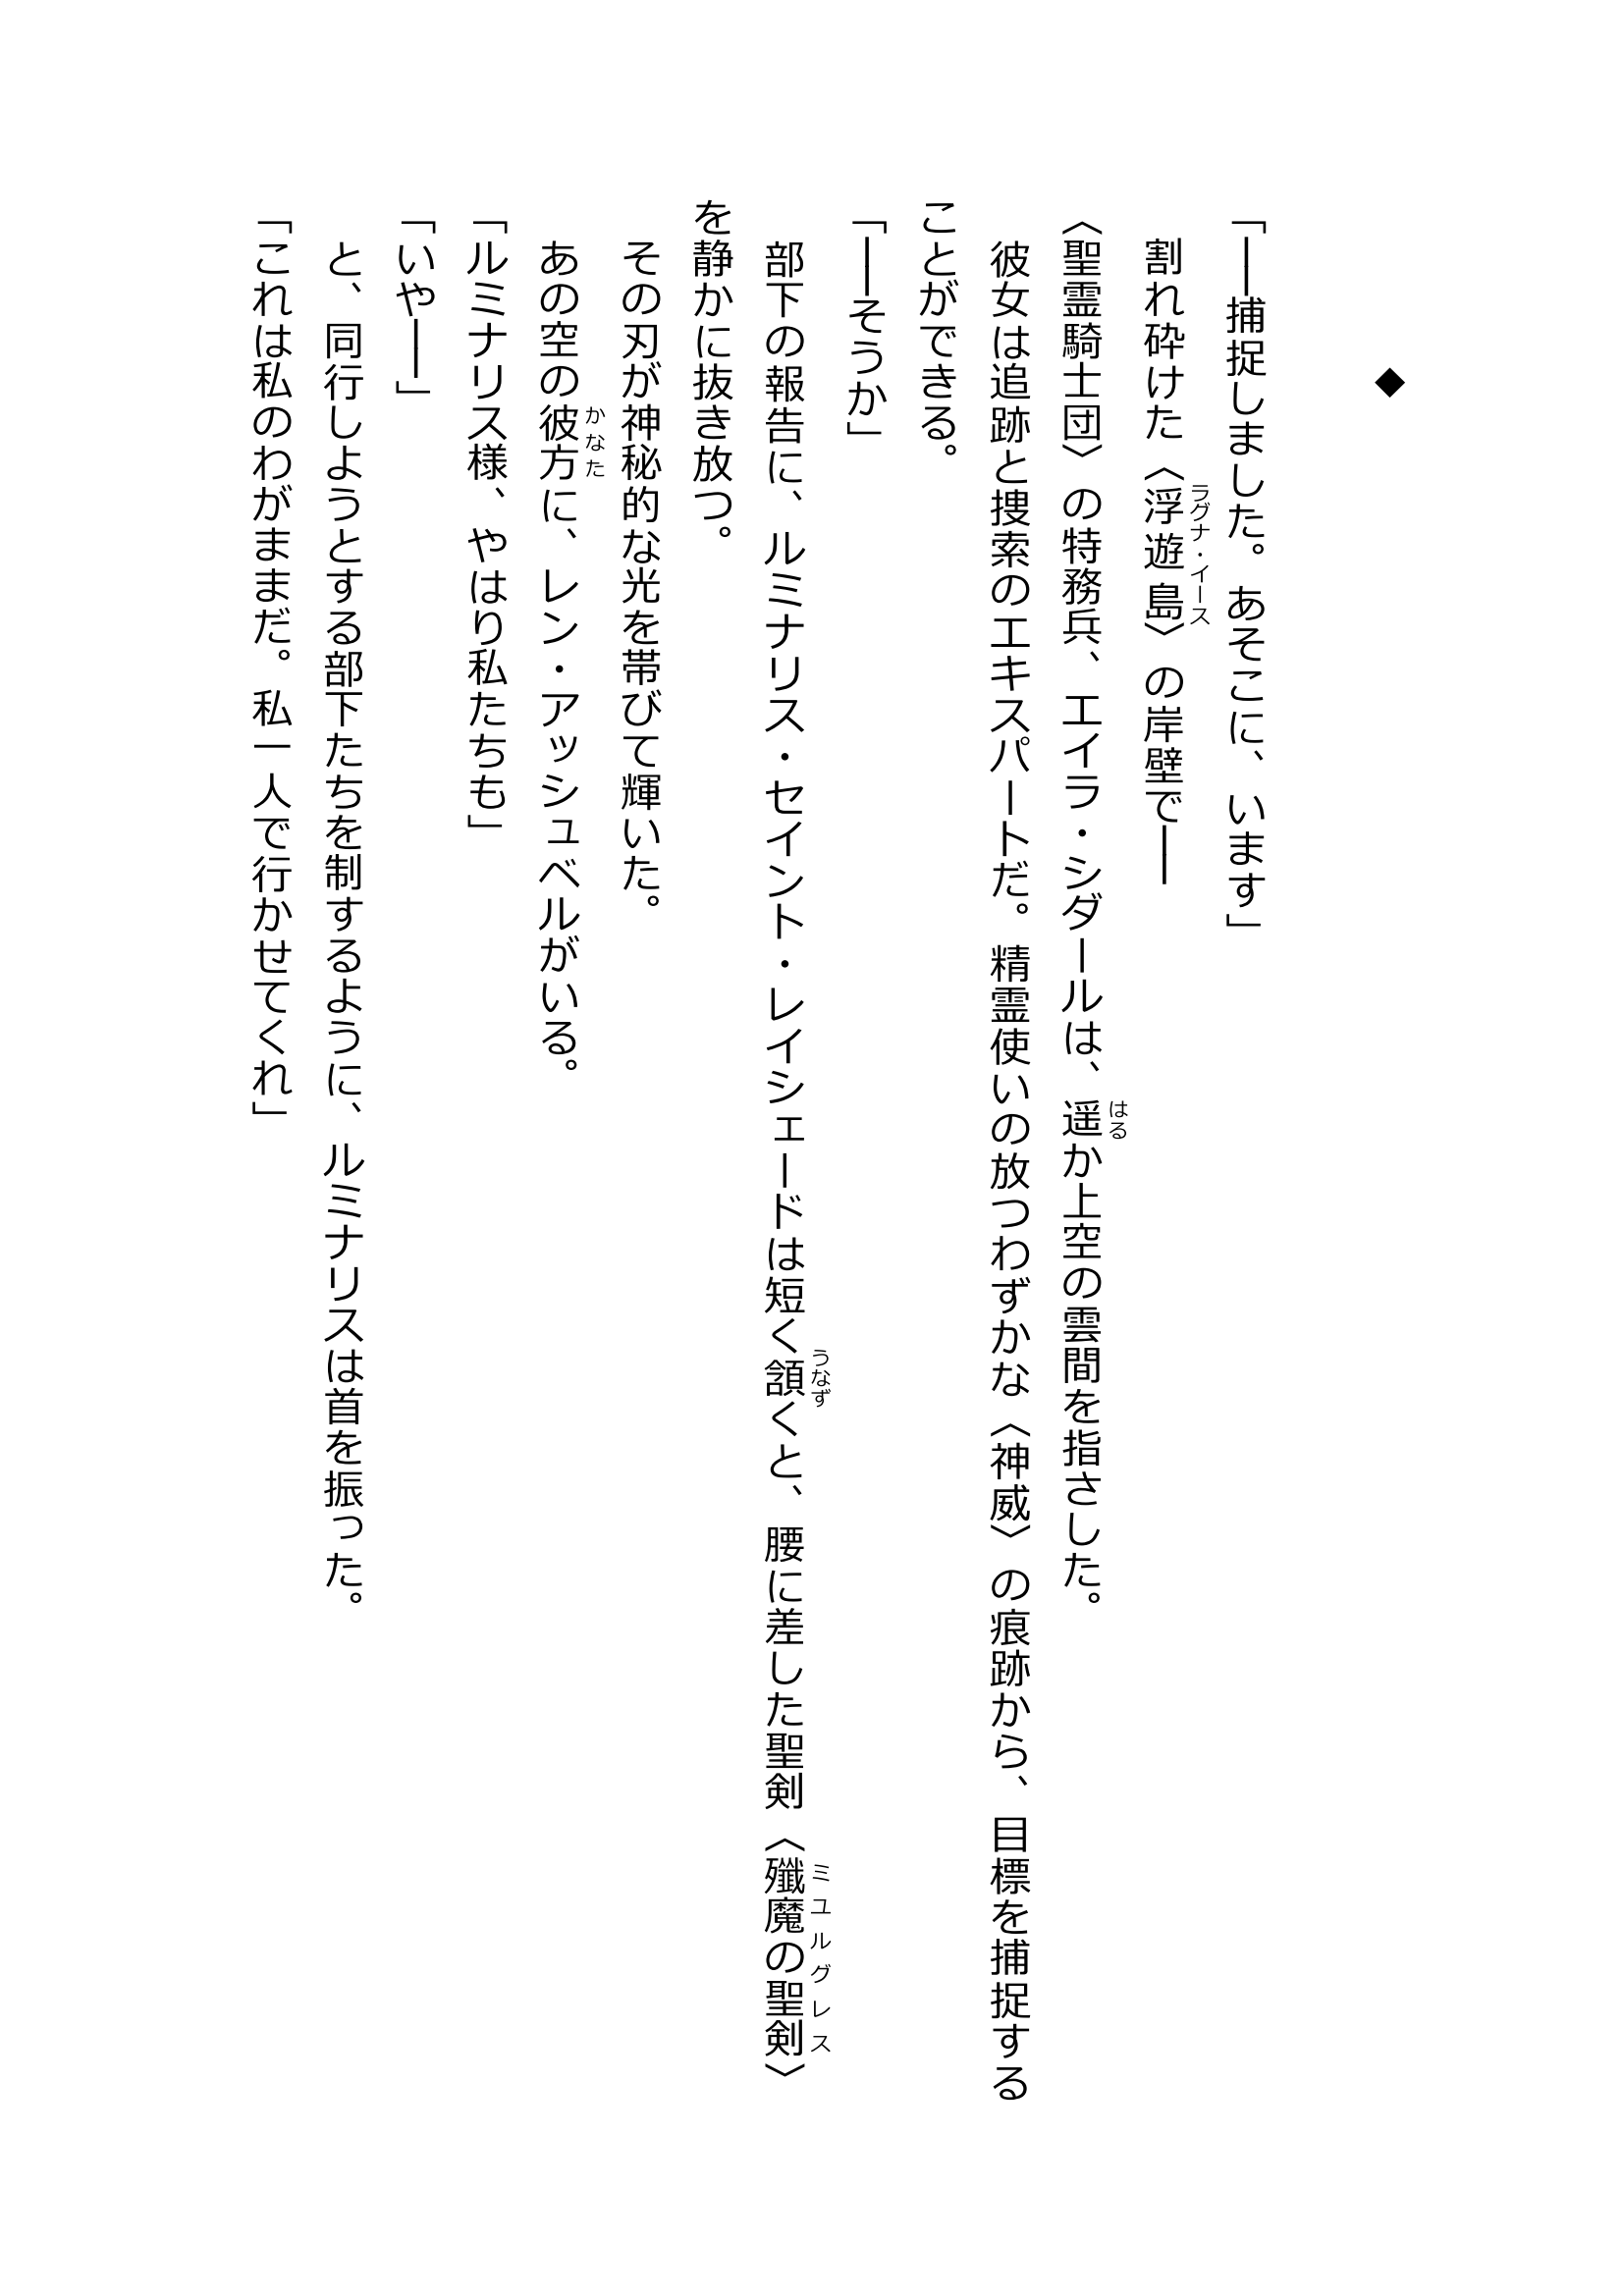 ◆
「──捕捉しました。あそこに、います」
割れ砕けた〈浮遊島〉の岸壁で──
ラグナ・イース
〈聖霊騎士団〉の特務兵、エイラ・シダールは、遥か上空の雲間を指さした。
はる
彼女は追跡と捜索のエキスパートだ。精霊使いの放つわずかな〈神威〉の痕跡から、目標を捕捉する
ことができる。
「──そうか」
部下の報告に、ルミナリス・セイント・レイシェードは短く頷くと、腰に差した聖剣〈殲魔の聖剣〉
うなず
ミユルグレス
を静かに抜き放つ。
その刃が神秘的な光を帯びて輝いた。
あの空の彼方に、レン・アッシュベルがいる。
かなた
「ルミナリス様、やはり私たちも」
「いや──」
と、同行しようとする部下たちを制するように、ルミナリスは首を振った。
「これは私のわがままだ。私一人で行かせてくれ」